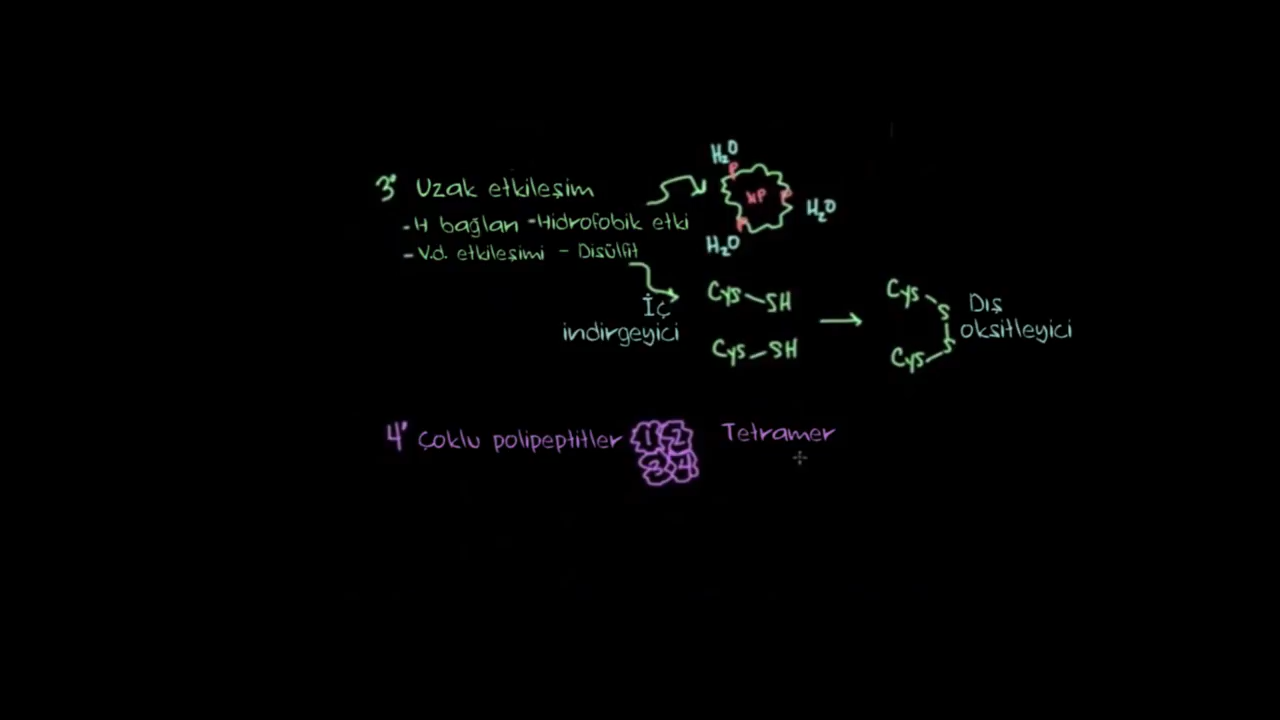 3° Uzak etkileşim
-H bağları -Hidrofobik etki
-V.d. etkileşimi - Disülfit
H₂O
P
NP
P
H₂O
P
H₂O
İç
indirgeyici
Cys-SH
Cys-SH
Cys-S
Cys-S
Dış
oksitleyici
4° Çoklu polipeptitler
1 2
3 4
Tetramer